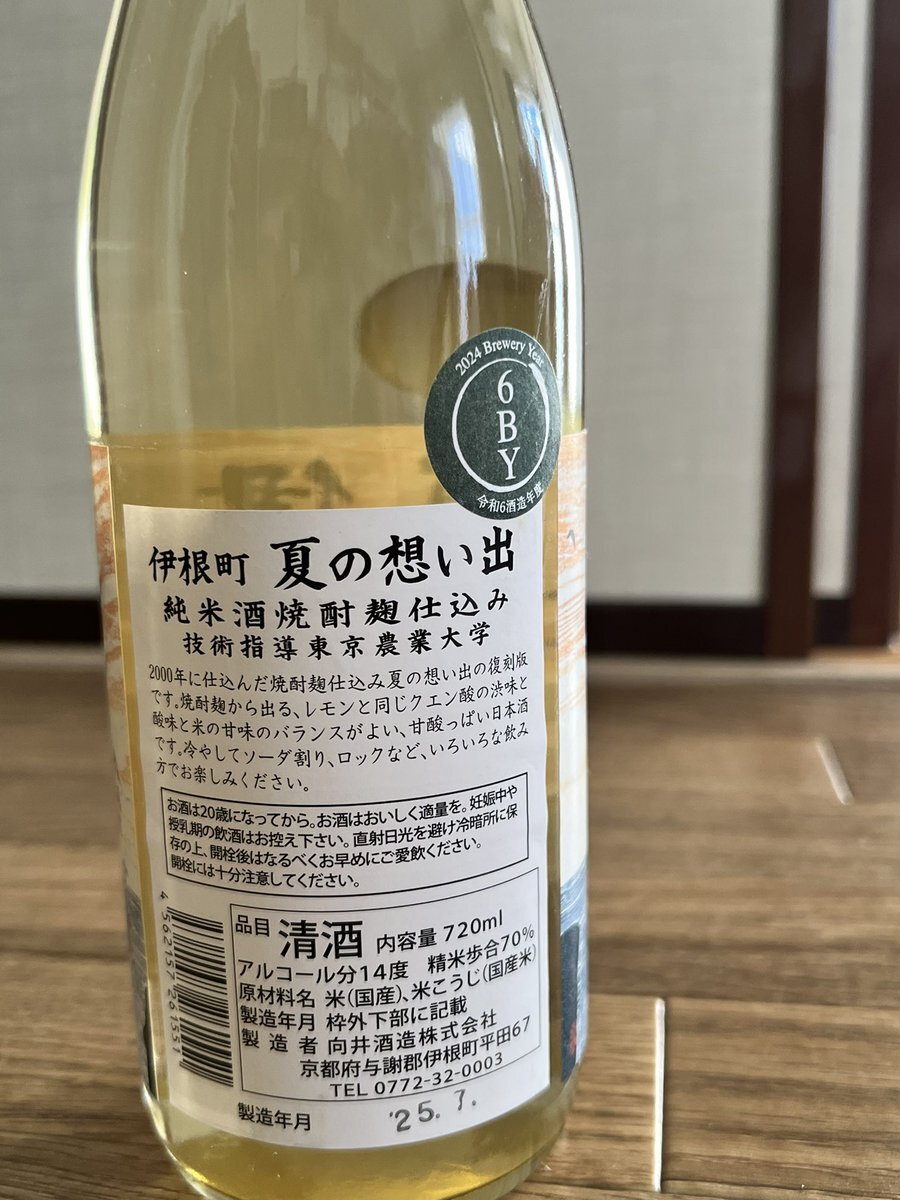 2024 Brewery Year
6
B
Y
令和6酒造年度
伊根町 夏の想い出
純米酒焼酎麹仕込み
技術指導東京農業大学
2000年に仕込んだ焼酎麹仕込み夏の想い出の復刻版
です。焼酎麹から出る、レモンと同じクエン酸の渋味と
酸味と米の甘味のバランスがよい、甘酸っぱい日本酒
です。冷やしてソーダ割り、ロックなど、いろいろな飲み
方でお楽しみください。
お酒は20歳になってから。お酒はおいしく適量を。妊娠中や
授乳期の飲酒はお控え下さい。直射日光を避け冷暗所に保
存の上、開栓後はなるべくお早めにご愛飲ください。
開栓には十分注意してください。
4 562157 261551
品目 清酒 内容量 720ml
アルコール分14度 精米歩合70%
原材料名 米(国産)、米こうじ(国産米)
製造年月 枠外下部に記載
製造者 向井酒造株式会社
京都府与謝郡伊根町平田67
TEL 0772-32-0003
製造年月 '25.7.